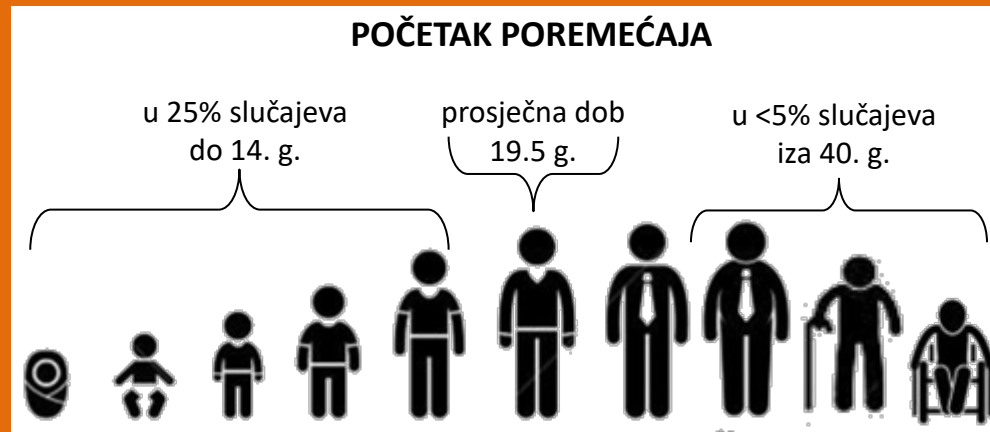 POČETAK POREMEĆAJA
u 25% slučajeva
do 14. g.
prosječna dob
19.5 g.
u <5% slučajeva
iza 40. g.